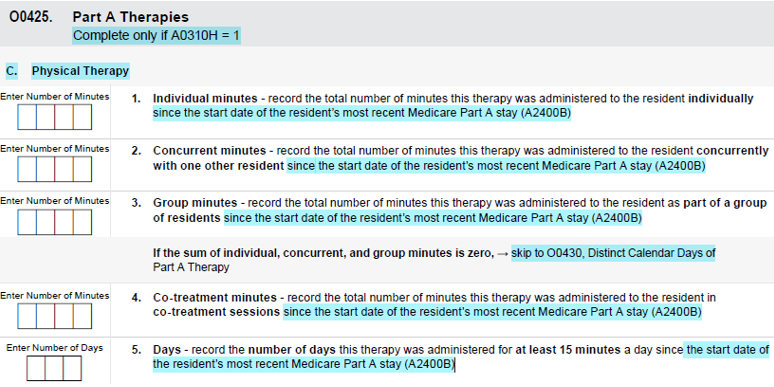 O0425. Part A Therapies
Complete only if A0310H = 1
C. Physical Therapy
Enter Number of Minutes
1. Individual minutes - record the total number of minutes this therapy was administered to the resident individually
since the start date of the resident's most recent Medicare Part A stay (A2400B)
Enter Number of Minutes
2. Concurrent minutes - record the total number of minutes this therapy was administered to the resident concurrently
with one other resident since the start date of the resident's most recent Medicare Part A stay (A2400B)
Enter Number of Minutes
3. Group minutes - record the total number of minutes this therapy was administered to the resident as part of a group
of residents since the start date of the resident's most recent Medicare Part A stay (A2400B)
If the sum of individual, concurrent, and group minutes is zero, → skip to O0430, Distinct Calendar Days of
Part A Therapy
Enter Number of Minutes
4. Co-treatment minutes - record the total number of minutes this therapy was administered to the resident in
co-treatment sessions since the start date of the resident's most recent Medicare Part A stay (A2400B)
Enter Number of Days
5. Days - record the number of days this therapy was administered for at least 15 minutes a day since the start date of
the resident's most recent Medicare Part A stay (A2400B)